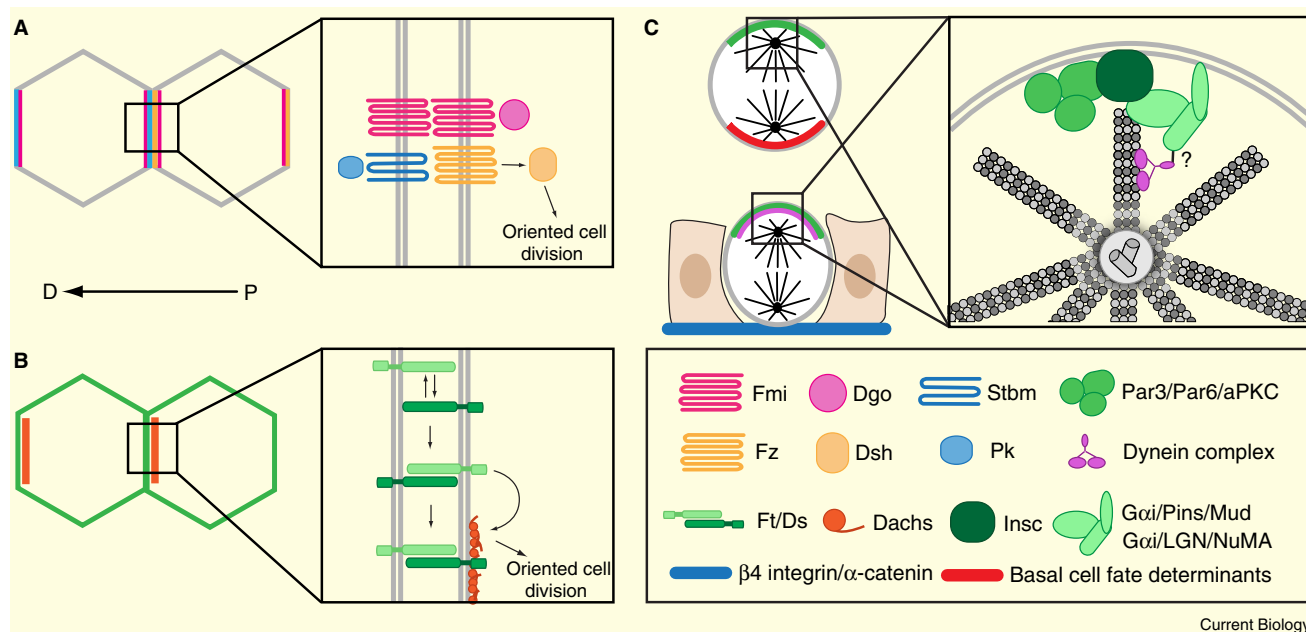 A
Oriented cell
division
D
P
B
Oriented cell
division
C
?
Fmi
Dgo
Stbm
Par3/Par6/aPKC
Fz
Dsh
Pk
Dynein complex
Ft/Ds
Dachs
Insc
Gαi/Pins/Mud
Gαi/LGN/NuMA
β4 integrin/α-catenin
Basal cell fate determinants
Current Biology